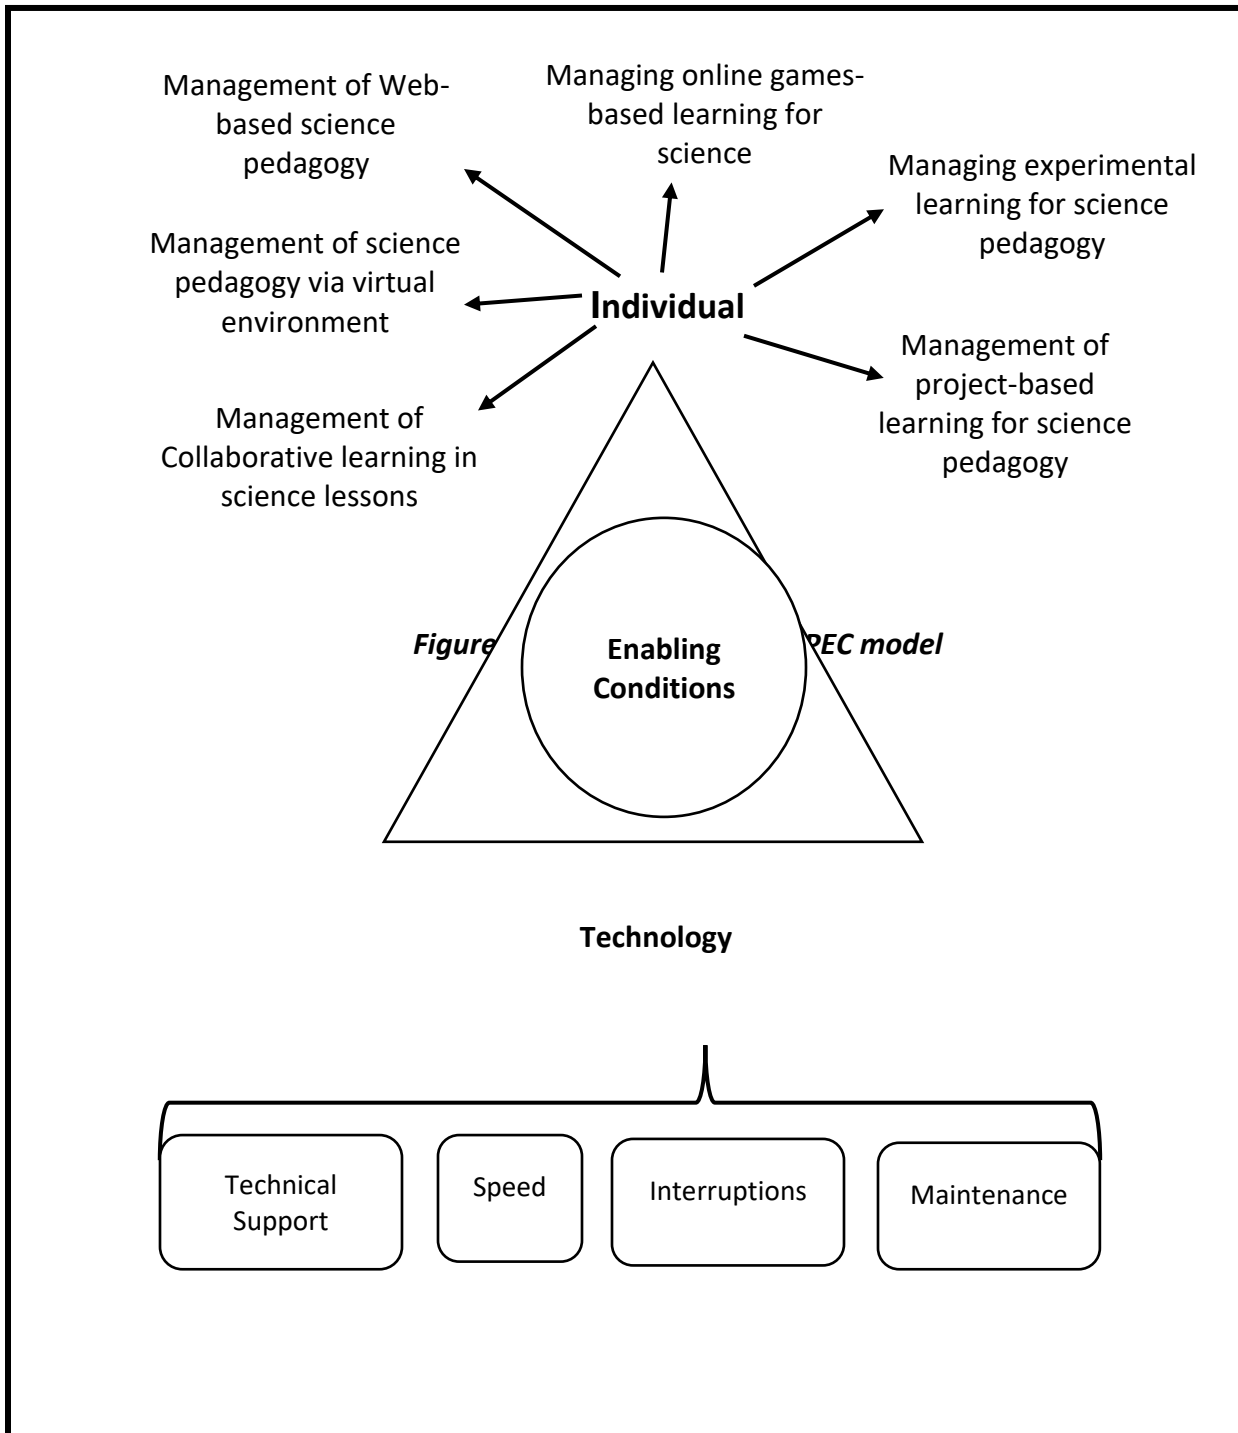 Management of Web-
based science
pedagogy
Managing online games-
based learning for
science
Managing experimental
learning for science
pedagogy
Management of science
pedagogy via virtual
environment
Individual
Management of
project-based
learning for science
pedagogy
Management of
Collaborative learning in
science lessons
Figure
PEC model
Enabling
Conditions
Technology
Technical
Support
Speed
Interruptions
Maintenance